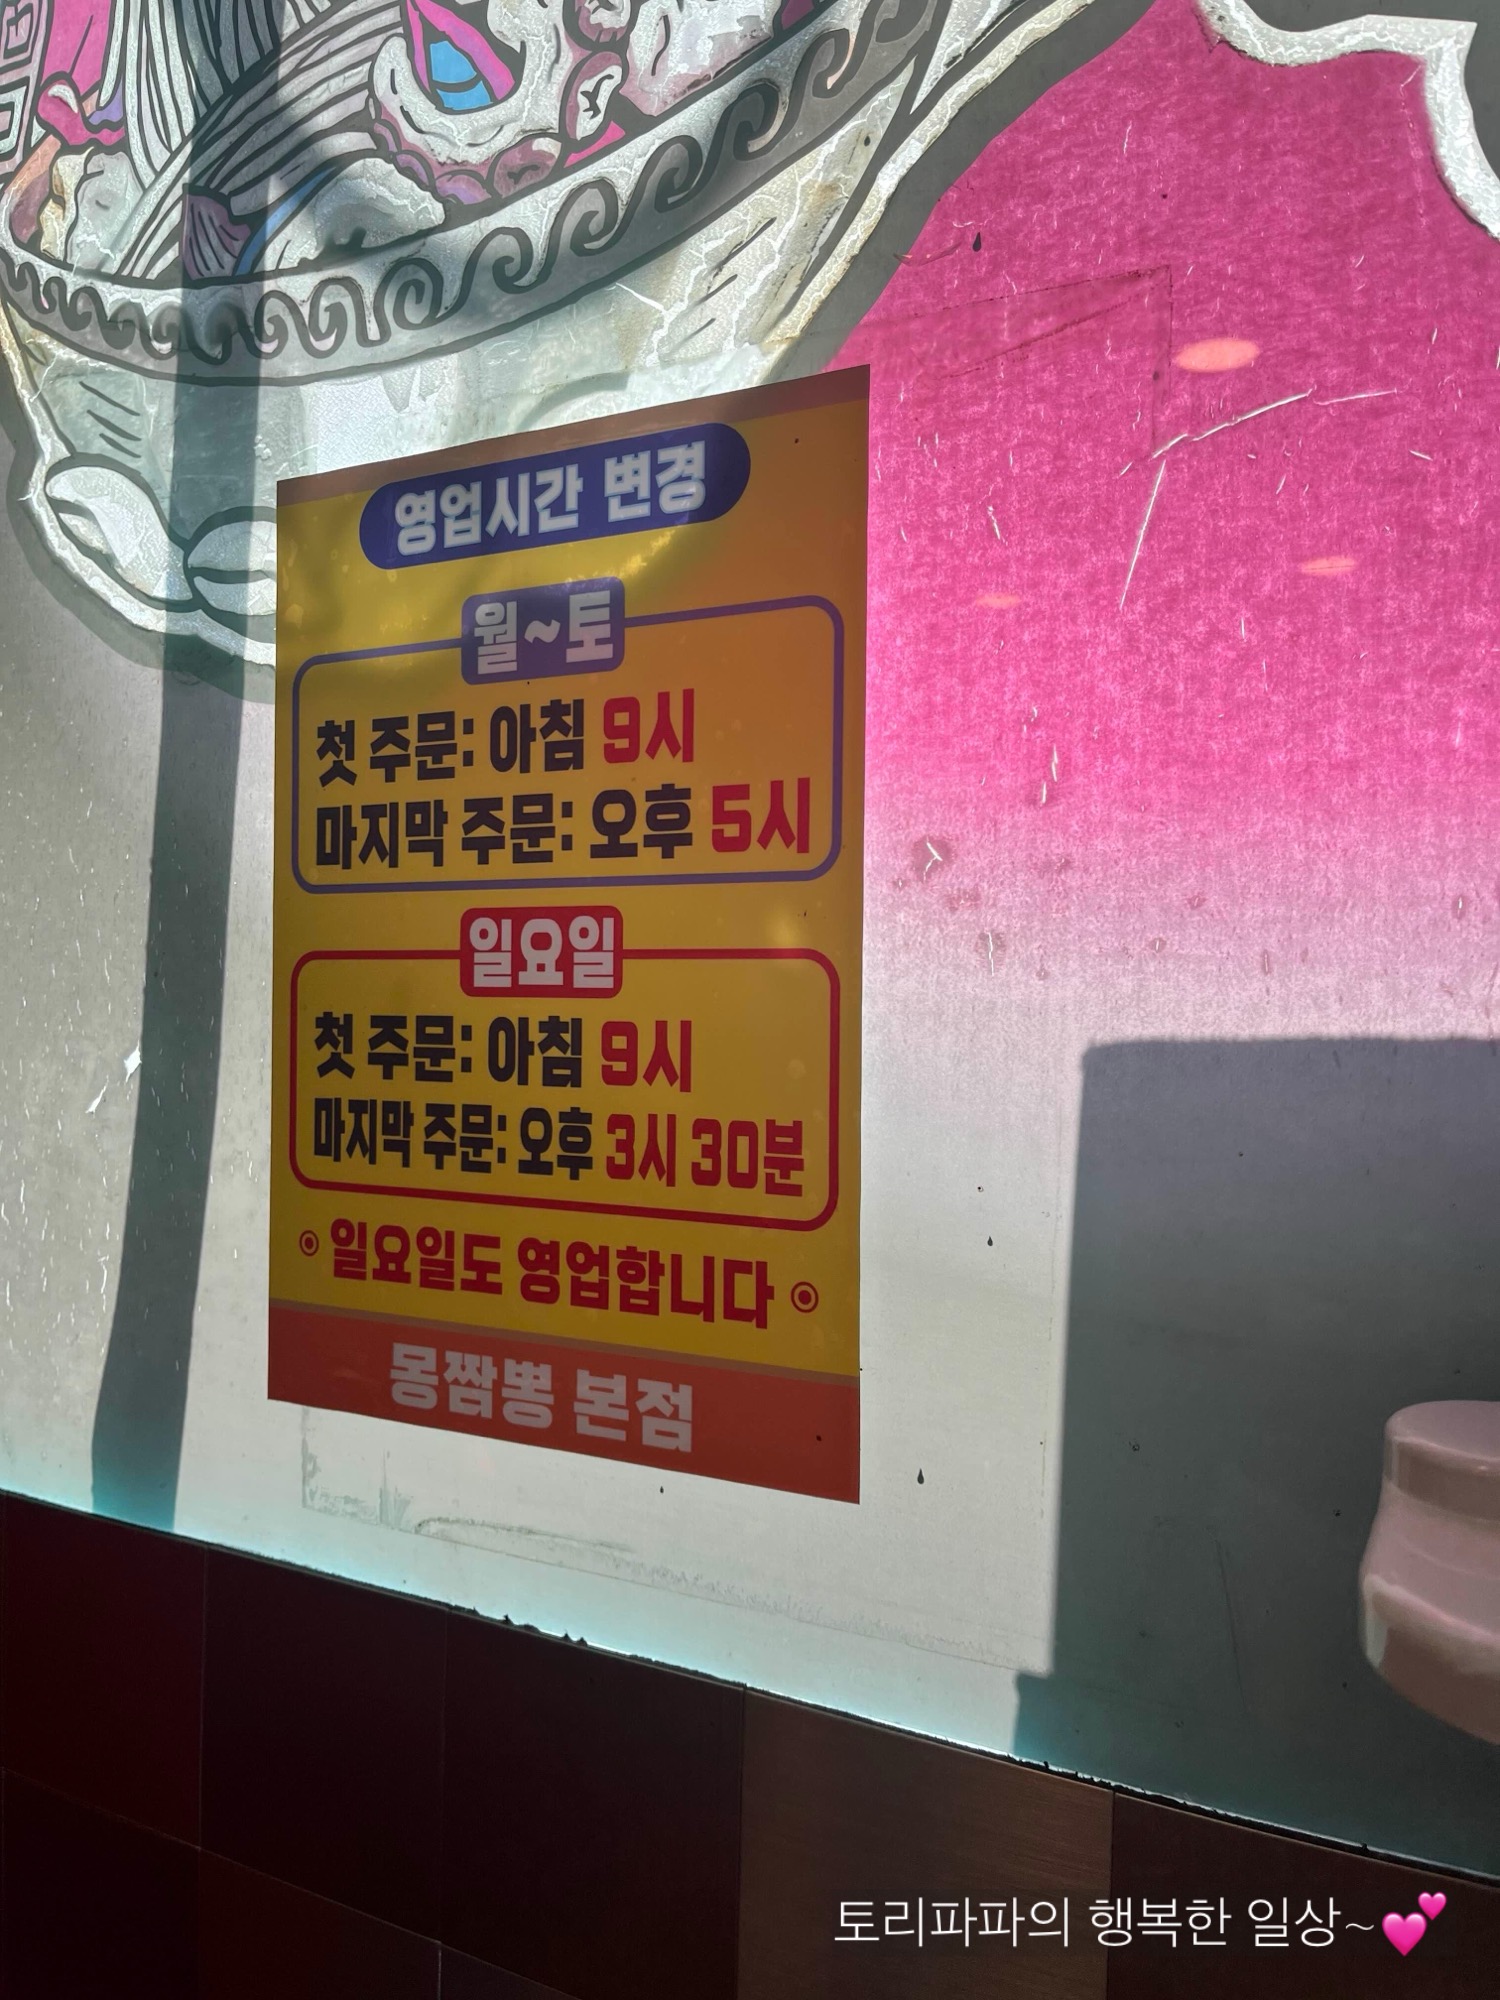 영업시간 변경
월~토
첫 주문: 아침 9시
마지막 주문: 오후 5시
일요일
첫 주문: 아침 9시
마지막 주문: 오후 3시 30분
◎ 일요일도 영업합니다 ◎
몽짬뽕 본점
토리파파의 행복한 일상~💕